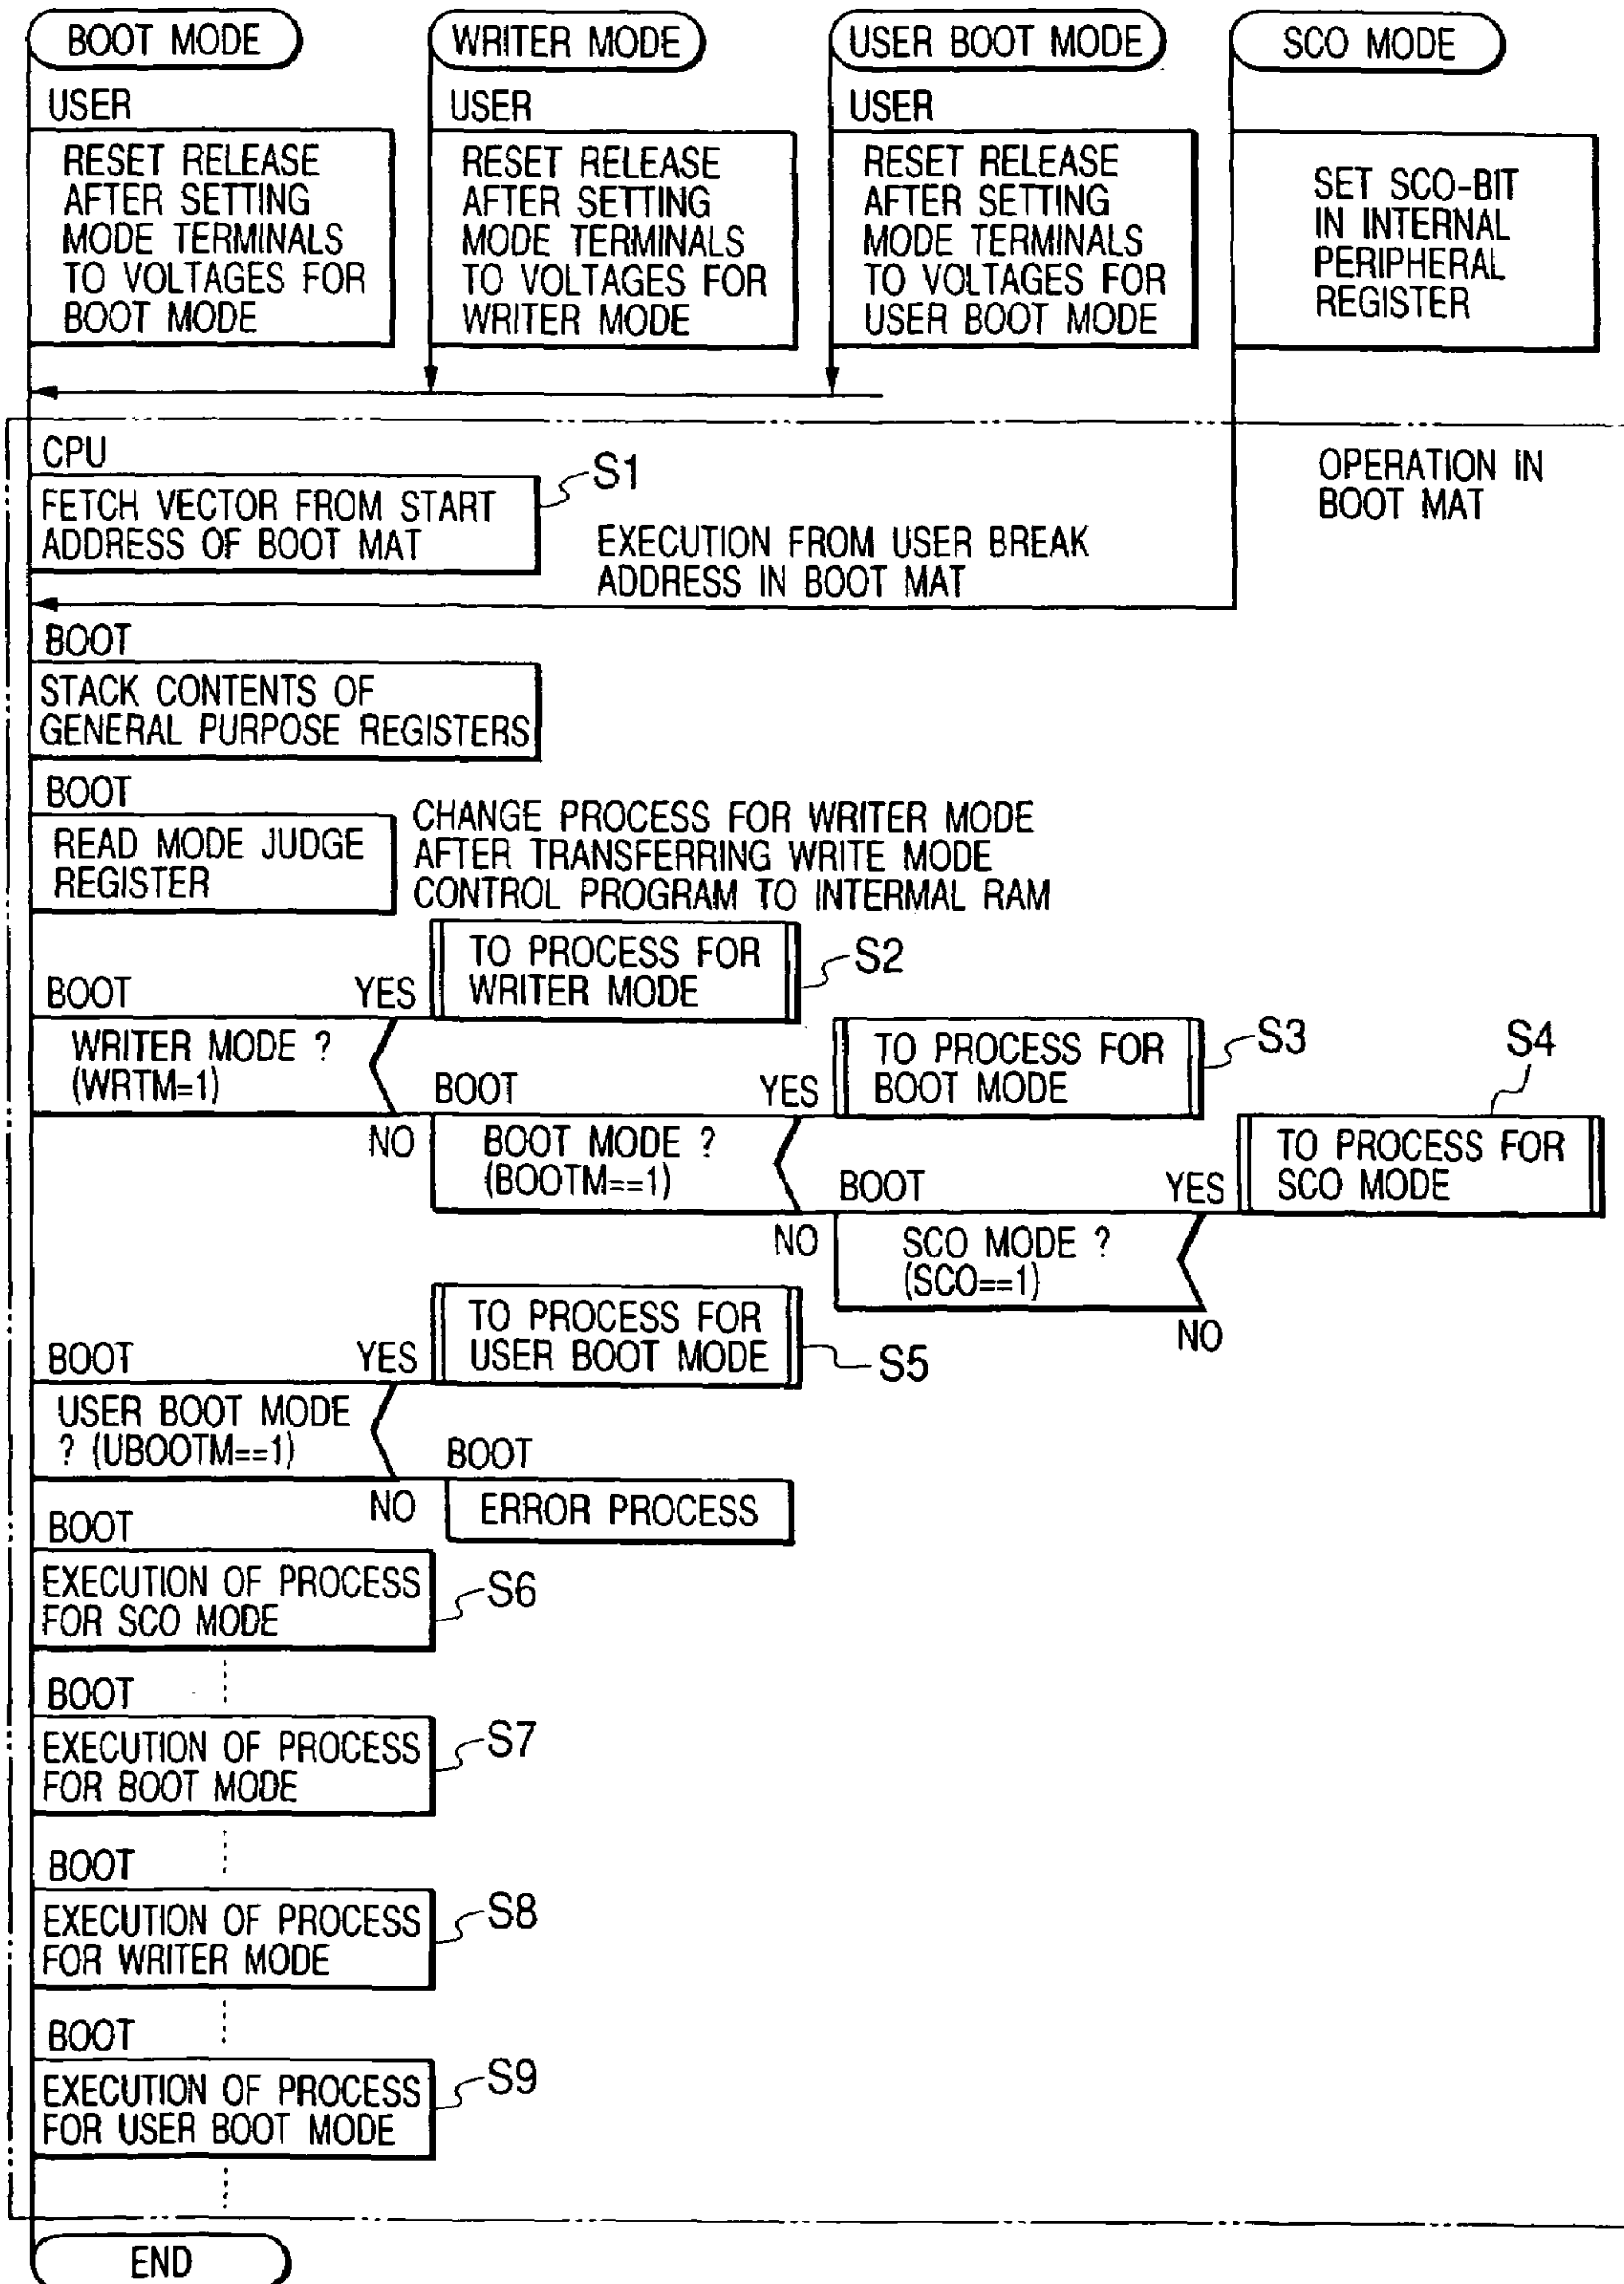 BOOT MODE
WRITER MODE
USER BOOT MODE
SCO MODE
USER
RESET RELEASE
AFTER SETTING
MODE TERMINALS
TO VOLTAGES FOR
BOOT MODE
USER
RESET RELEASE
AFTER SETTING
MODE TERMINALS
TO VOLTAGES FOR
WRITER MODE
USER
RESET RELEASE
AFTER SETTING
MODE TERMINALS
TO VOLTAGES FOR
USER BOOT MODE
SET SCO-BIT
IN INTERNAL
PERIPHERAL
REGISTER
CPU
FETCH VECTOR FROM START
ADDRESS OF BOOT MAT
S1
EXECUTION FROM USER BREAK
ADDRESS IN BOOT MAT
OPERATION IN
BOOT MAT
BOOT
STACK CONTENTS OF
GENERAL PURPOSE REGISTERS
BOOT
READ MODE JUDGE
REGISTER
CHANGE PROCESS FOR WRITER MODE
AFTER TRANSFERRING WRITE MODE
CONTROL PROGRAM TO INTERMAL RAM
BOOT
YES
TO PROCESS FOR
WRITER MODE
S2
WRITER MODE ?
(WRTM=1)
NO
BOOT
YES
TO PROCESS FOR
BOOT MODE
S3
BOOT MODE ?
(BOOTM==1)
NO
BOOT
YES
TO PROCESS FOR
SCO MODE
S4
SCO MODE ?
(SCO==1)
NO
BOOT
YES
TO PROCESS FOR
USER BOOT MODE
S5
USER BOOT MODE
? (UBOOTM==1)
NO
BOOT
ERROR PROCESS
BOOT
EXECUTION OF PROCESS
FOR SCO MODE
S6
BOOT
EXECUTION OF PROCESS
FOR BOOT MODE
S7
BOOT
EXECUTION OF PROCESS
FOR WRITER MODE
S8
BOOT
EXECUTION OF PROCESS
FOR USER BOOT MODE
S9
END